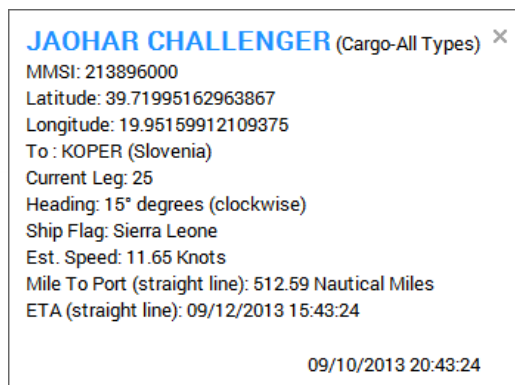 JAOHAR CHALLENGER (Cargo-All Types) ×
MMSI: 213896000
Latitude: 39.71995162963867
Longitude: 19.95159912109375
To : KOPER (Slovenia)
Current Leg: 25
Heading: 15° degrees (clockwise)
Ship Flag: Sierra Leone
Est. Speed: 11.65 Knots
Mile To Port (straight line): 512.59 Nautical Miles
ETA (straight line): 09/12/2013 15:43:24
09/10/2013 20:43:24